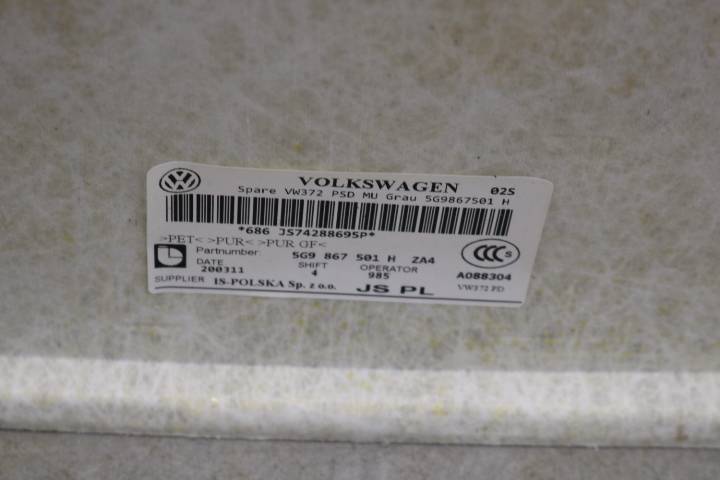 VOLKSWAGEN 02S
Spare VW372 PSD MU Grau 5G9867501 H
*686 JS74288695P*
>PET< >PUR< >PUR GF<
Partnumber: 5G9 867 501 H ZA4
DATE SHIFT OPERATOR
200311 4 985 A088304
SUPPLIER IS-POLSKA Sp. z o.o. JS PL VW372 PD
CCC S